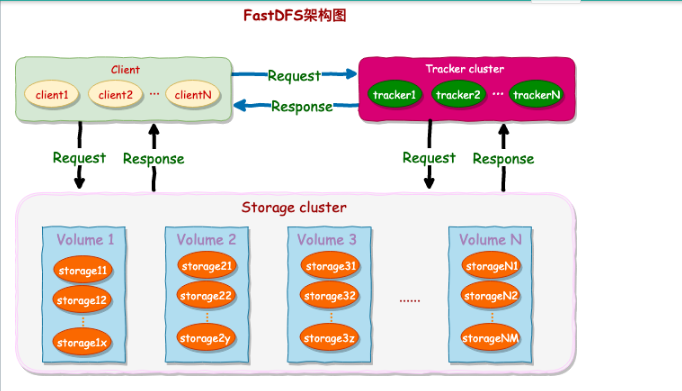 FastDFS架构图
Client
client1 client2 ... clientN
Request
Response
Tracker cluster
tracker1 tracker2 ... trackerN
Request Response
Request Response
Storage cluster
Volume 1
storage11
storage12
storage1x
Volume 2
storage21
storage22
storage2y
Volume 3
storage31
storage32
storage3z
......
Volume N
storageN1
storageN2
storageNM